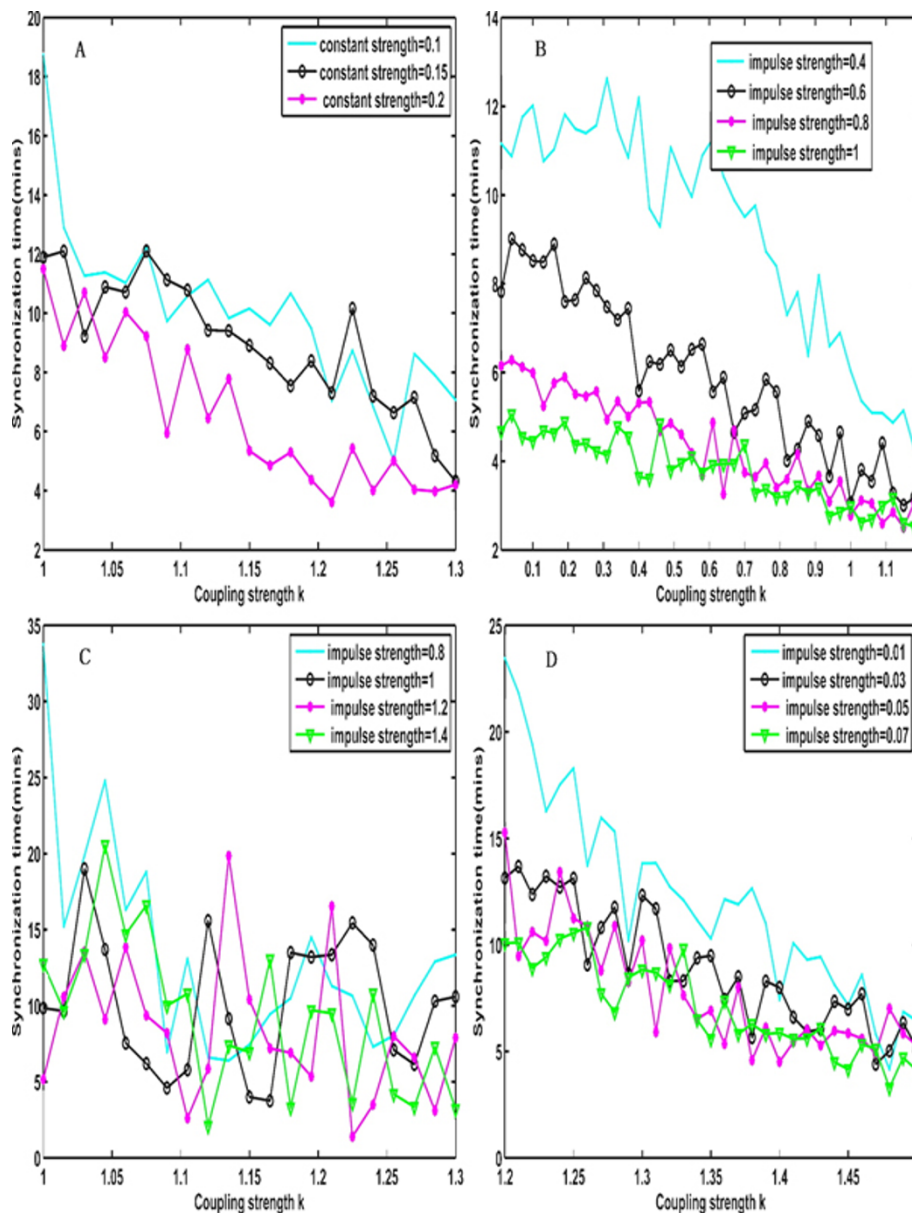 A
constant strength=0.1
constant strength=0.15
constant strength=0.2
Synchronization time(mins)
20
18
16
14
12
10
8
6
4
2
1
1.05
1.1
1.15
1.2
1.25
1.3
Coupling strength k
B
impulse strength=0.4
impulse strength=0.6
impulse strength=0.8
impulse strength=1
Synchronization time(mins)
14
12
10
8
6
4
2
0.1
0.2
0.3
0.4
0.5
0.6
0.7
0.8
0.9
1
1.1
Coupling strength k
C
impulse strength=0.8
impulse strength=1
impulse strength=1.2
impulse strength=1.4
Synchronization time(mins)
35
30
25
20
15
10
5
0
1
1.05
1.10
1.15
1.2
1.25
1.3
Coupling strength k
D
impulse strength=0.01
impulse strength=0.03
impulse strength=0.05
impulse strength=0.07
Synchronization time(mins)
25
20
15
10
5
0
1.2
1.25
1.3
1.35
1.4
1.45
Coupling strength k